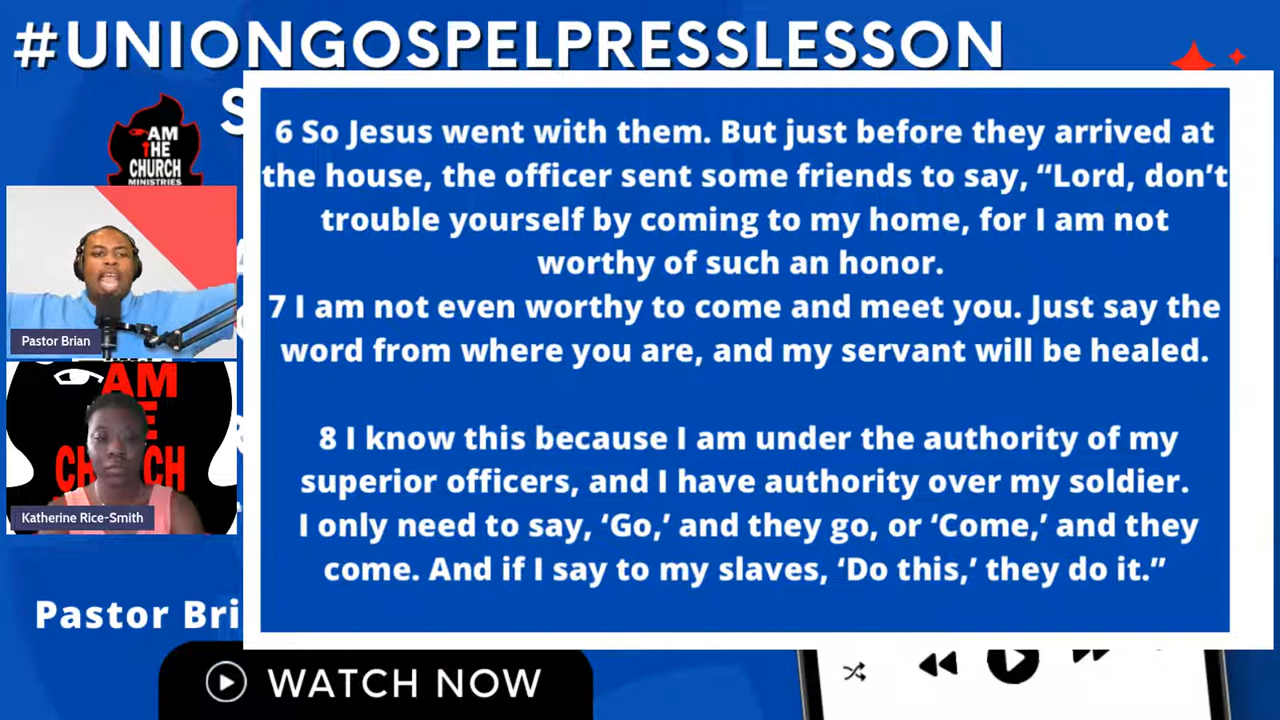 #UNIONGOSPELPRESSLESSON
S
AM
THE
CHURCH
MINISTRIES
6 So Jesus went with them. But just before they arrived at
the house, the officer sent some friends to say, “Lord, don’t
trouble yourself by coming to my home, for I am not
worthy of such an honor.
7 I am not even worthy to come and meet you. Just say the
word from where you are, and my servant will be healed.
8 I know this because I am under the authority of my
superior officers, and I have authority over my soldier.
I only need to say, ‘Go,’ and they go, or ‘Come,’ and they
come. And if I say to my slaves, ‘Do this,’ they do it.”
Pastor Brian
AM
CHURCH
Katherine Rice-Smith
Pastor Bri
WATCH NOW